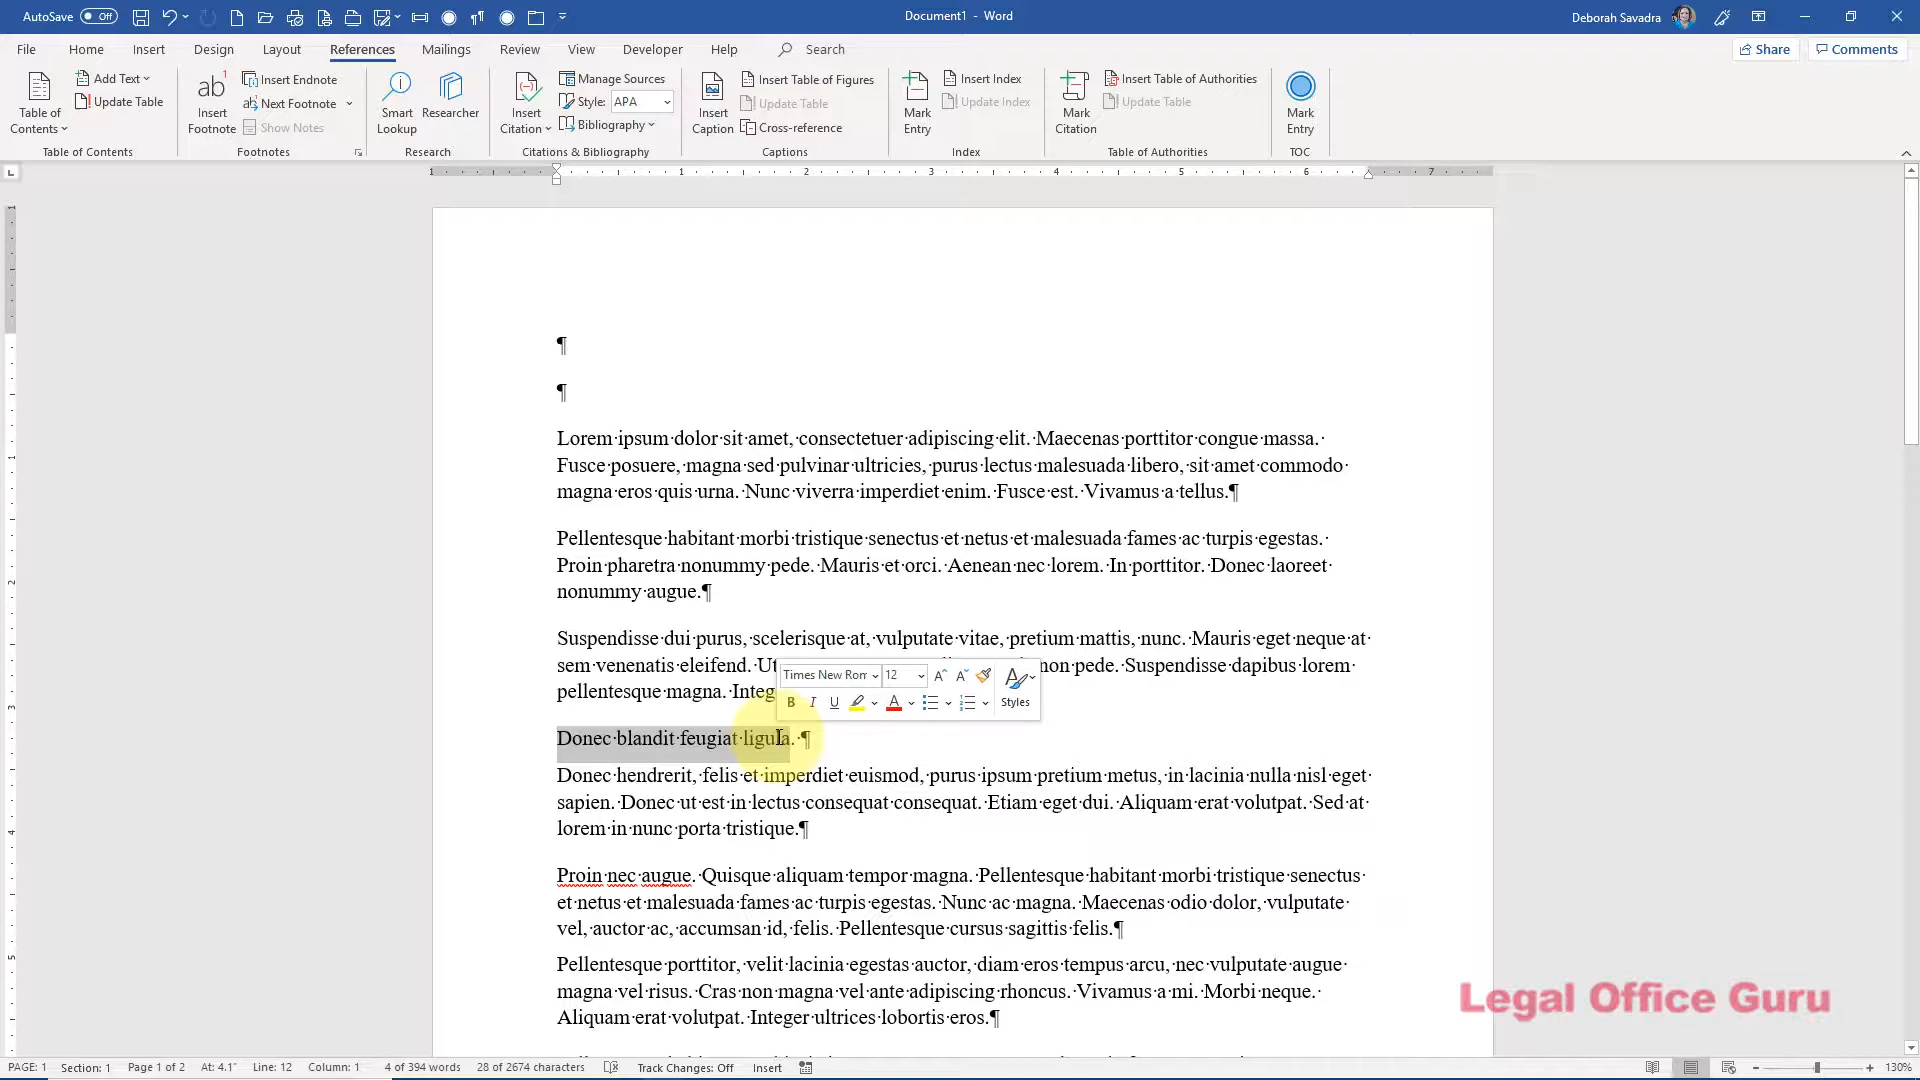 AutoSave Off
Document1 - Word
Deborah Savadra
File Home Insert Design Layout References Mailings Review View Developer Help Search
Share Comments
Table of Contents
Add Text
Update Table
Table of Contents
Insert Footnote
Insert Endnote
Next Footnote
Show Notes
Footnotes
Smart Lookup
Researcher
Research
Insert Citation
Manage Sources
Style: APA
Bibliography
Citations & Bibliography
Insert Caption
Insert Table of Figures
Update Table
Cross-reference
Captions
Mark Entry
Insert Index
Update Index
Index
Mark Citation
Insert Table of Authorities
Update Table
Table of Authorities
Mark Entry
TOC
1 1 2 3 4 5 6 7
¶
¶
Lorem·ipsum·dolor·sit·amet,·consectetuer·adipiscing·elit.·Maecenas·porttitor·congue·massa.·
Fusce·posuere,·magna·sed·pulvinar·ultricies,·purus·lectus·malesuada·libero,·sit·amet·commodo·
magna·eros·quis·urna.·Nunc·viverra·imperdiet·enim.·Fusce·est.·Vivamus·a·tellus.¶
Pellentesque·habitant·morbi·tristique·senectus·et·netus·et·malesuada·fames·ac·turpis·egestas.·
Proin·pharetra·nonummy·pede.·Mauris·et·orci.·Aenean·nec·lorem.·In·porttitor.·Donec·laoreet·
nonummy·augue.¶
Suspendisse·dui·purus,·scelerisque·at,·vulputate·vitae,·pretium·mattis,·nunc.·Mauris·eget·neque·at·
sem·venenatis·eleifend.·Ut non·pede.·Suspendisse·dapibus·lorem·
pellentesque·magna.·Integ
Times New Rom 12
B I U A Styles
Donec·blandit·feugiat·ligula.·¶
Donec·hendrerit,·felis·et·imperdiet·euismod,·purus·ipsum·pretium·metus,·in·lacinia·nulla·nisl·eget·
sapien.·Donec·ut·est·in·lectus·consequat·consequat.·Etiam·eget·dui.·Aliquam·erat·volutpat.·Sed·at·
lorem·in·nunc·porta·tristique.¶
Proin·nec·augue.·Quisque·aliquam·tempor·magna.·Pellentesque·habitant·morbi·tristique·senectus·
et·netus·et·malesuada·fames·ac·turpis·egestas.·Nunc·ac·magna.·Maecenas·odio·dolor,·vulputate·
vel,·auctor·ac,·accumsan·id,·felis.·Pellentesque·cursus·sagittis·felis.¶
Pellentesque·porttitor,·velit·lacinia·egestas·auctor,·diam·eros·tempus·arcu,·nec·vulputate·augue·
magna·vel·risus.·Cras·non·magna·vel·ante·adipiscing·rhoncus.·Vivamus·a·mi.·Morbi·neque.·
Aliquam·erat·volutpat.·Integer·ultrices·lobortis·eros.¶
Legal Office Guru
PAGE: 1 Section: 1 Page 1 of 2 At: 4.1" Line: 12 Column: 1 4 of 394 words 28 of 2674 characters Track Changes: Off Insert 130%